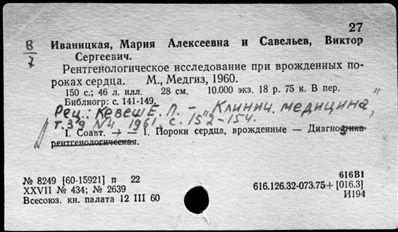 27
В
7
Иваницкая, Мария Алексеевна и Савельев, Виктор
Сергеевич.
Рентгенологическое исследование при врожденных по-
роках сердца. М., Медгиз, 1960.
150 с.; 46 л. илл. 28 см. 10.000 экз. 18 р. 75 к. В пер.
Библиогр: с. 141-149.
Рец.: Кевеш Е. Л. – „Клинич. медицина",
т. 39 № 4, 1961, с. 152-154.
1. Соавт. → — 1. Пороки сердца, врожденные — Диагностика
рентгенологическая.
616В1
№ 8249 [60-15921] п 22
616.126.32-073.75+[016.3]
XXVII № 434; № 2639
И194
Всесоюз. кн. палата 12 III 60